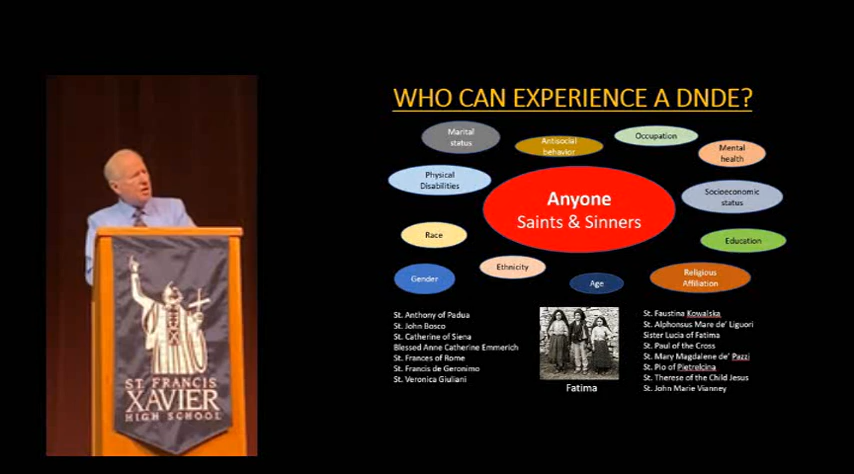 WHO CAN EXPERIENCE A DNDE?
Marital
status
Antisocial
behavior
Occupation
Mental
health
Physical
Disabilities
Anyone
Saints & Sinners
Socioeconomic
status
Race
Education
Gender
Ethnicity
Age
Religious
Affiliation
St. Anthony of Padua
St. John Bosco
St. Catherine of Siena
Blessed Anne Catherine Emmerich
St. Frances of Rome
St. Francis de Geronimo
St. Veronica Giuliani
Fatima
St. Faustina Kowalska
St. Alphonsus Mare de' Liguori
Sister Lucia of Fatima
St. Paul of the Cross
St. Mary Magdalene de' Pazzi
St. Pio of Pietrelcina
St. Therese of the Child Jesus
St. John Marie Vianney
ST. FRANCIS
XAVIER
HIGH SCHOOL